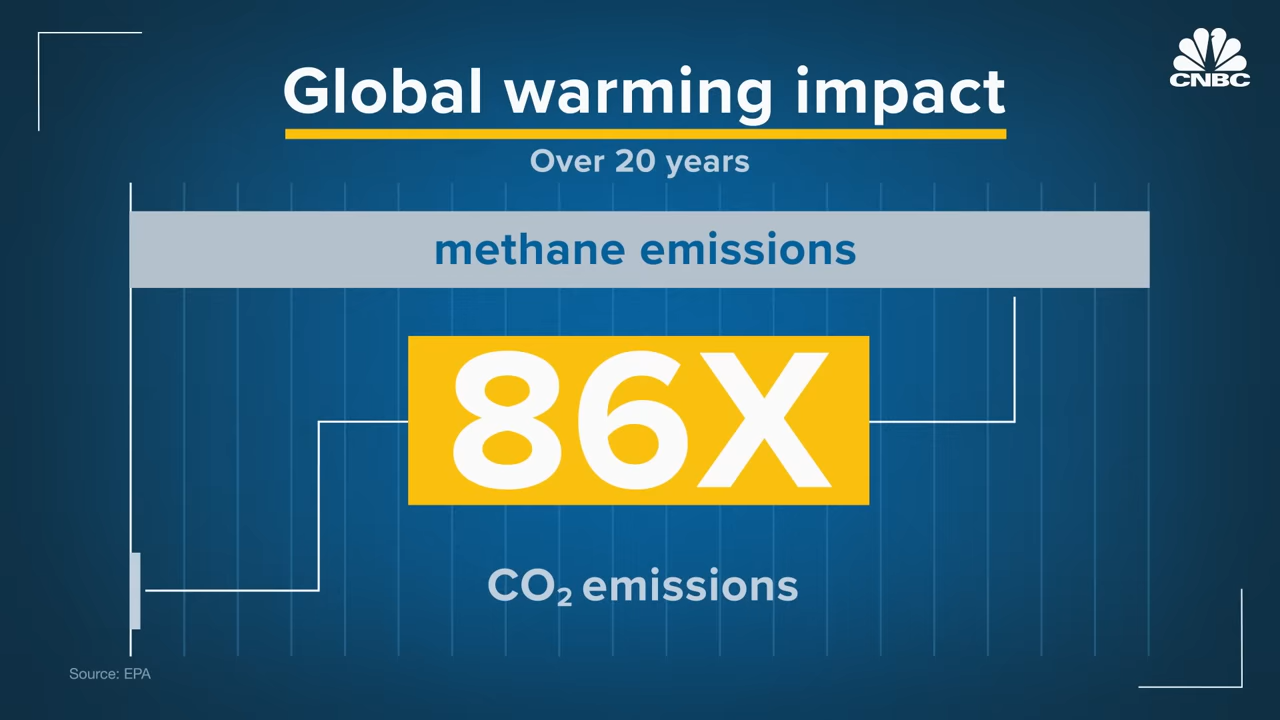 CNBC
Global warming impact
Over 20 years
methane emissions
86X
CO₂ emissions
Source: EPA